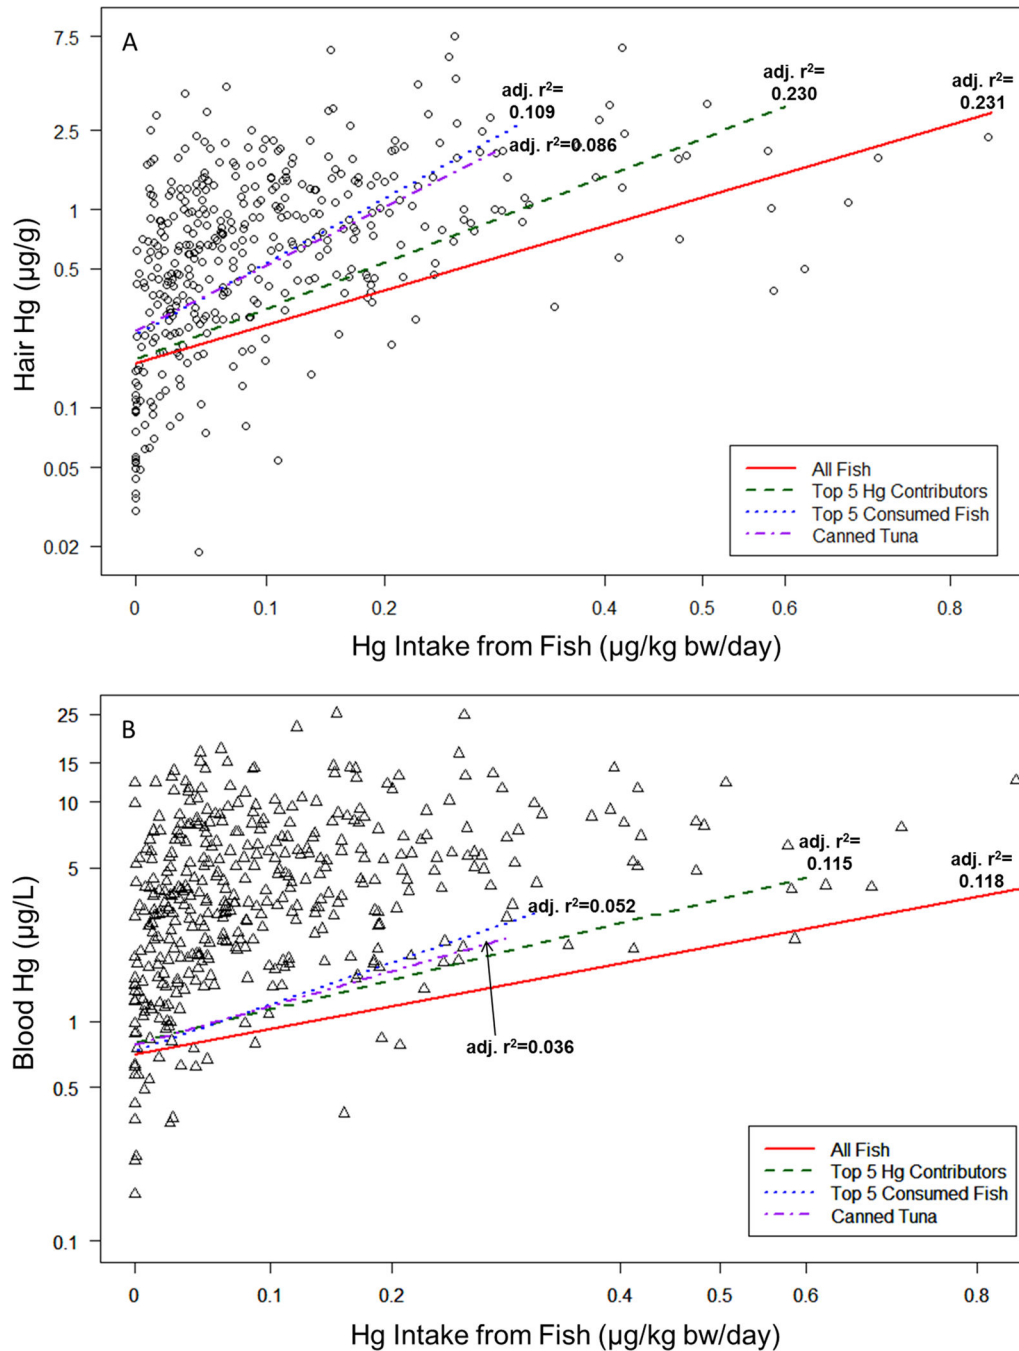 A
7.5
2.5
1
0.5
0.1
0.05
0.02
Hair Hg (µg/g)
adj. r²=
0.109
adj. r²=0.086
adj. r²=
0.230
adj. r²=
0.231
All Fish
Top 5 Hg Contributors
Top 5 Consumed Fish
Canned Tuna
0 0.1 0.2 0.4 0.5 0.6 0.8
Hg Intake from Fish (µg/kg bw/day)
B
25
15
10
5
1
0.5
0.1
Blood Hg (µg/L)
adj. r²=
0.115
adj. r²=
0.118
adj. r²=0.052
adj. r²=0.036
All Fish
Top 5 Hg Contributors
Top 5 Consumed Fish
Canned Tuna
0 0.1 0.2 0.4 0.5 0.6 0.8
Hg Intake from Fish (µg/kg bw/day)